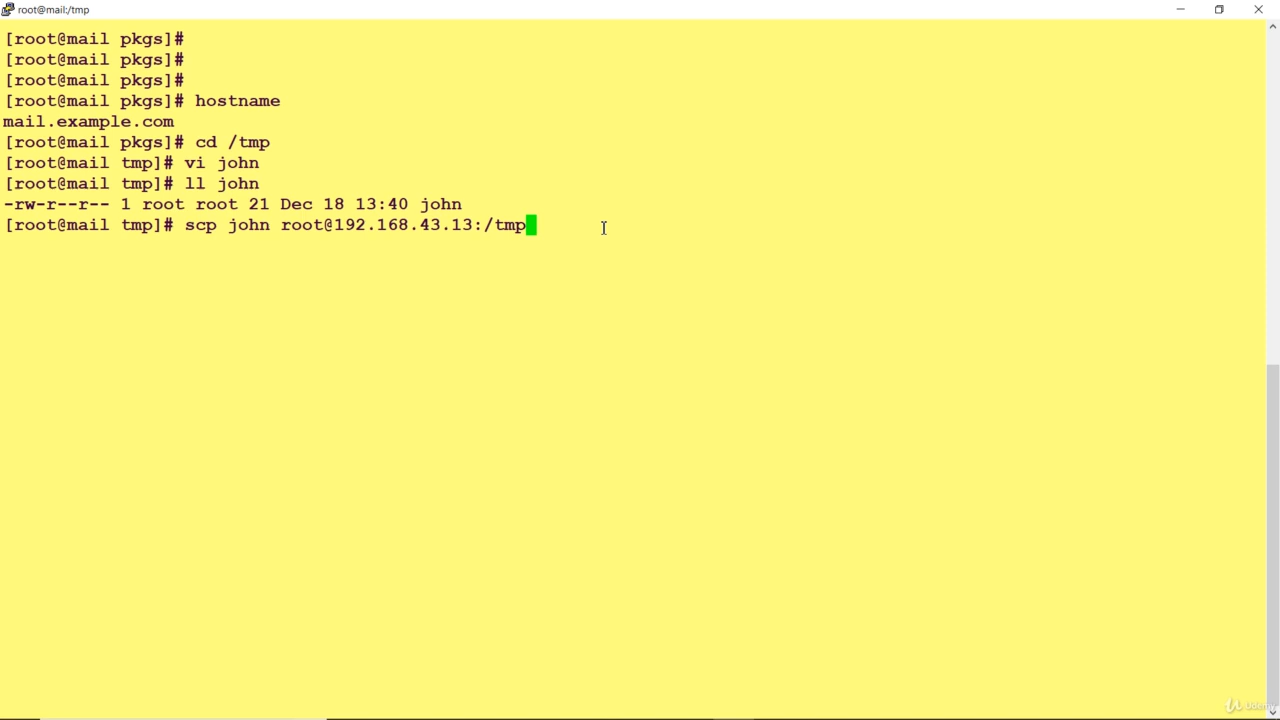 root@mail:/tmp
[root@mail pkgs]#
[root@mail pkgs]#
[root@mail pkgs]#
[root@mail pkgs]# hostname
mail.example.com
[root@mail pkgs]# cd /tmp
[root@mail tmp]# vi john
[root@mail tmp]# ll john
-rw-r--r-- 1 root root 21 Dec 18 13:40 john
[root@mail tmp]# scp john root@192.168.43.13:/tmp
Udemy